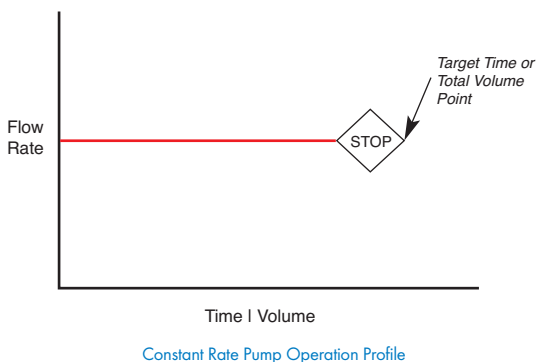 Target Time or
Total Volume
Point
Flow
Rate
STOP
Time | Volume
Constant Rate Pump Operation Profile